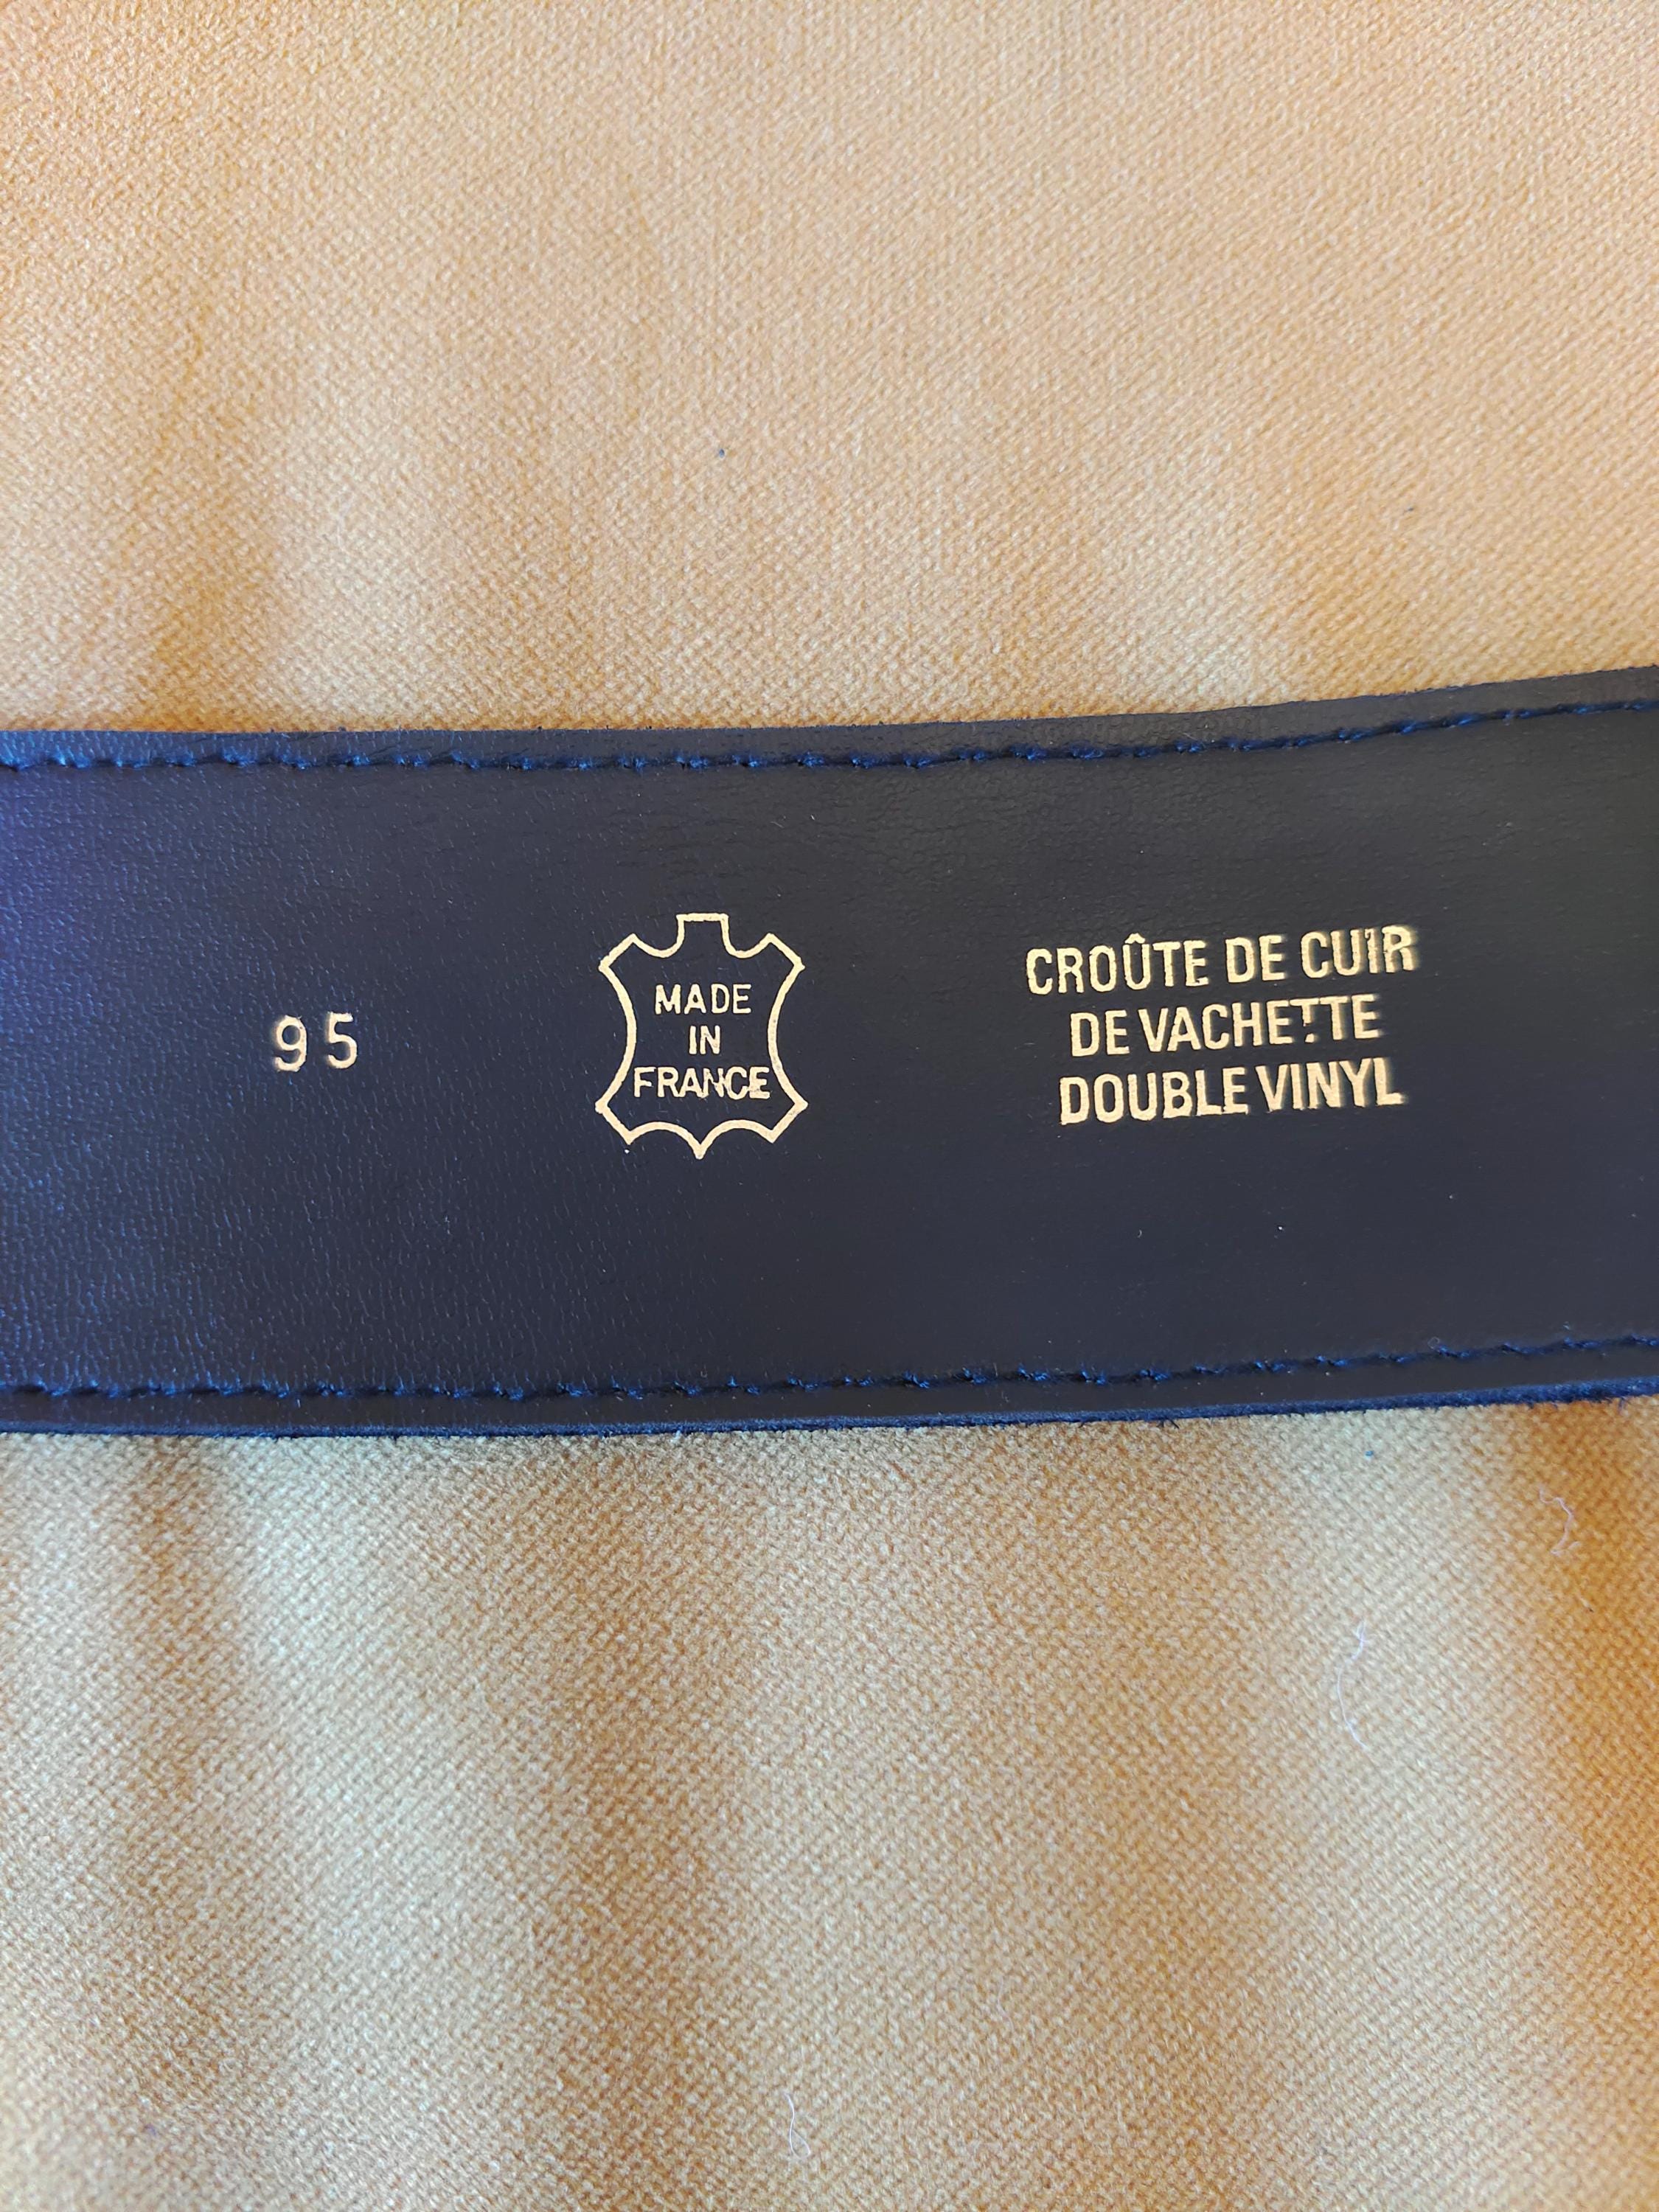 95
MADE
IN
FRANCE
CROÛTE DE CUIR
DE VACHETTE
DOUBLE VINYL